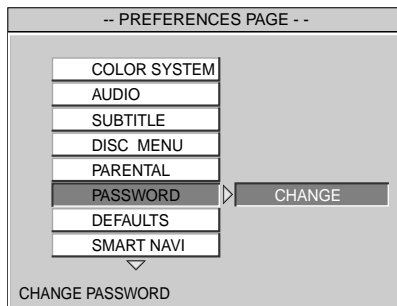 -- PREFERENCES PAGE - -
COLOR SYSTEM
AUDIO
SUBTITLE
DISC MENU
PARENTAL
PASSWORD CHANGE
DEFAULTS
SMART NAVI
CHANGE PASSWORD